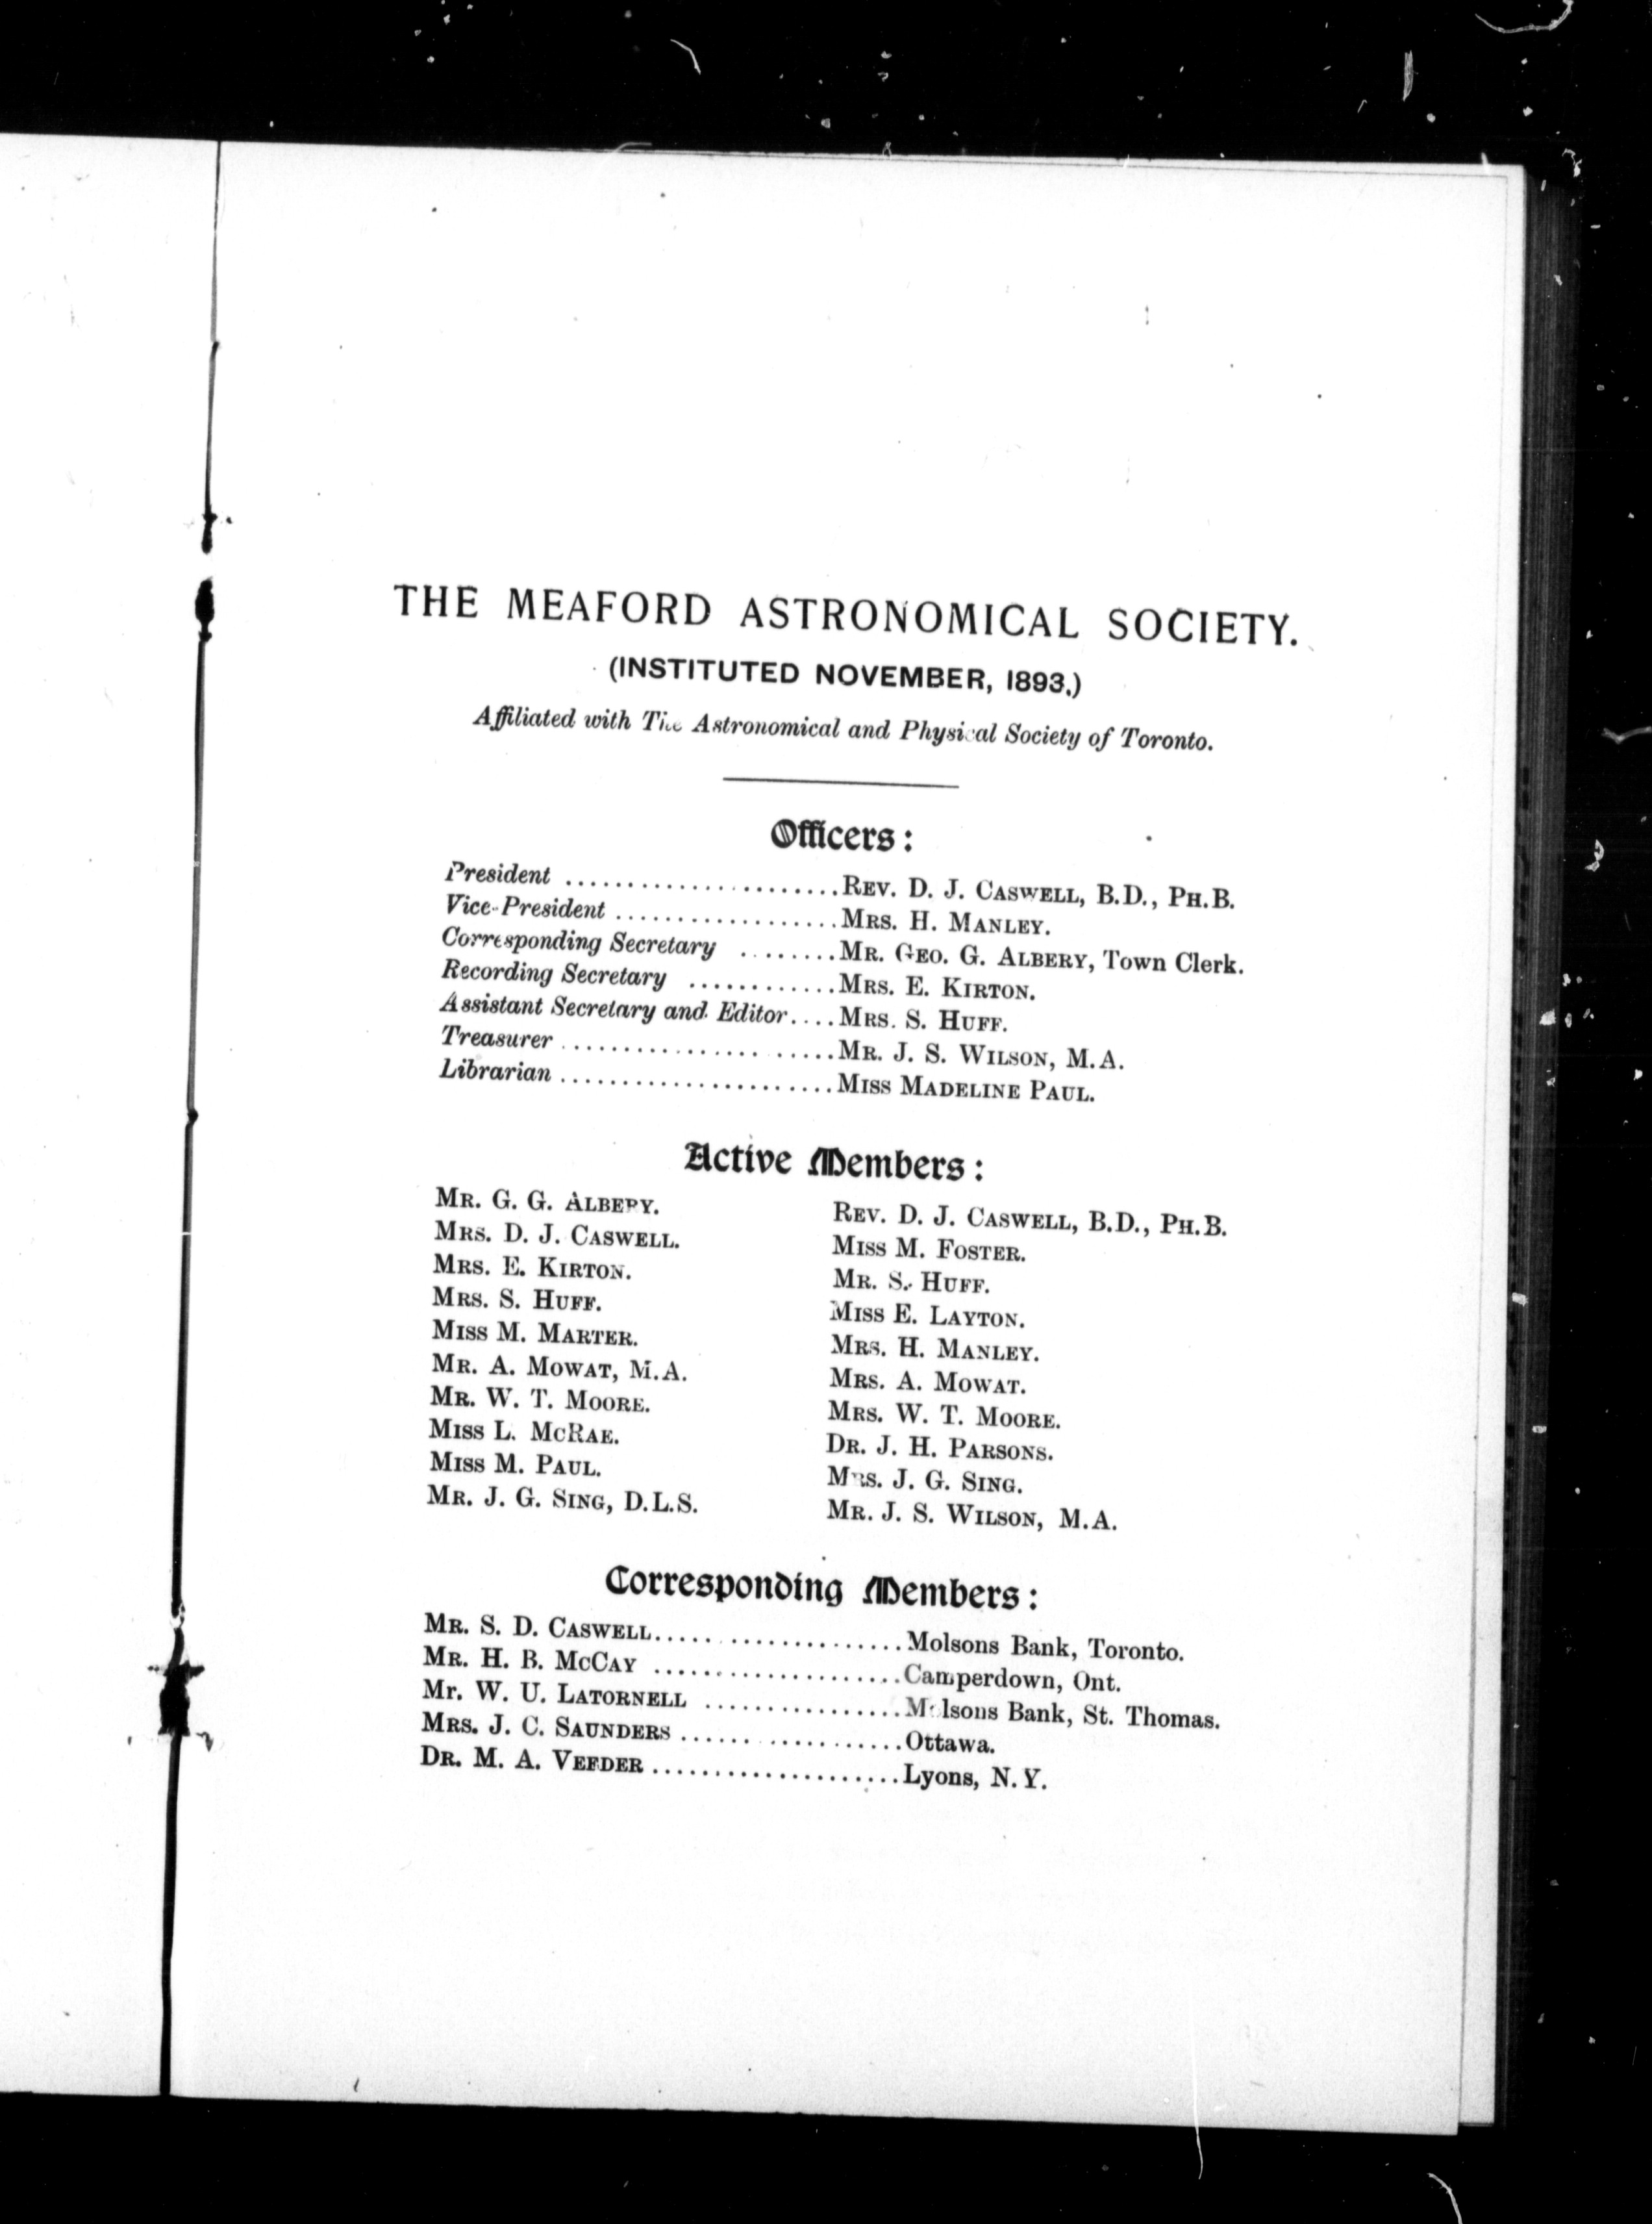 THE MEAFORD ASTRONOMICAL SOCIETY.
(INSTITUTED NOVEMBER, 1893.)
Affiliated with The Astronomical and Physical Society of Toronto.
Officers:
President ......................REV. D. J. CASWELL, B.D., PH.B.
Vice-President ..................MRS. H. MANLEY.
Corresponding Secretary ........MR. GEO. G. ALBERY, Town Clerk.
Recording Secretary ............MRS. E. KIRTON.
Assistant Secretary and Editor....MRS. S. HUFF.
Treasurer ......................MR. J. S. WILSON, M.A.
Librarian ......................MISS MADELINE PAUL.
Active Members:
MR. G. G. ALBERY. REV. D. J. CASWELL, B.D., PH.B.
MRS. D. J. CASWELL. MISS M. FOSTER.
MRS. E. KIRTON. MR. S. HUFF.
MRS. S. HUFF. MISS E. LAYTON.
MISS M. MARTER. MRS. H. MANLEY.
MR. A. MOWAT, M.A. MRS. A. MOWAT.
MR. W. T. MOORE. MRS. W. T. MOORE.
MISS L. MCRAE. DR. J. H. PARSONS.
MISS M. PAUL. MRS. J. G. SING.
MR. J. G. SING, D.L.S. MR. J. S. WILSON, M.A.
Corresponding Members:
MR. S. D. CASWELL....................Molsons Bank, Toronto.
MR. H. B. MCCAY ....................Camperdown, Ont.
Mr. W. U. LATORNELL ................Molsons Bank, St. Thomas.
MRS. J. C. SAUNDERS ..................Ottawa.
DR. M. A. VEEDER ....................Lyons, N.Y.